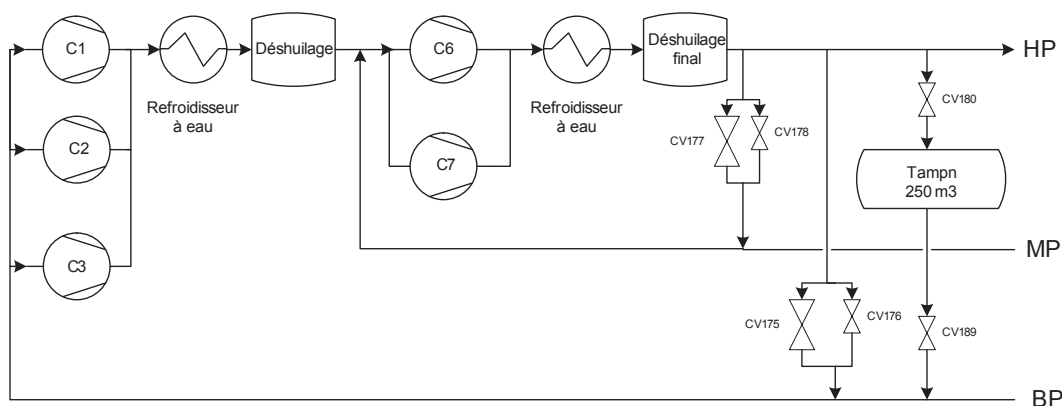 C1
Déshuilage
C6
Déshuilage
final
HP
Refroidisseur
à eau
Refroidisseur
à eau
CV180
CV177
CV178
C2
C7
Tampn
250 m3
MP
C3
CV175
CV176
CV189
BP